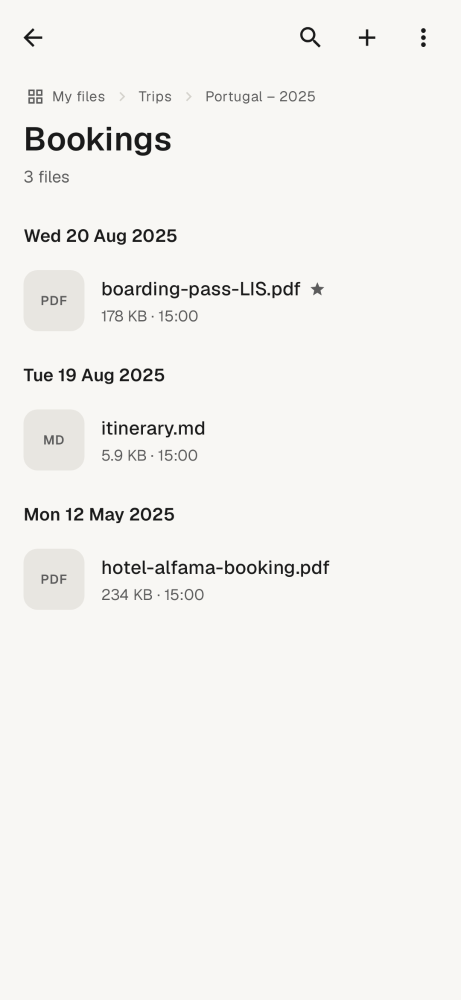 My files Trips Portugal – 2025
Bookings
3 files
Wed 20 Aug 2025
PDF
boarding-pass-LIS.pdf
178 KB · 15:00
Tue 19 Aug 2025
MD
itinerary.md
5.9 KB · 15:00
Mon 12 May 2025
PDF
hotel-alfama-booking.pdf
234 KB · 15:00